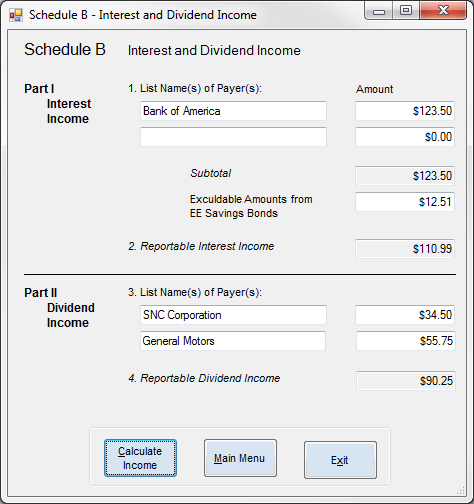 Schedule B - Interest and Dividend Income
Schedule B Interest and Dividend Income
Part I 1. List Name(s) of Payer(s): Amount
Interest
Income
Bank of America $123.50
$0.00
Subtotal $123.50
Exculdable Amounts from $12.51
EE Savings Bonds
2. Reportable Interest Income $110.99
Part II 3. List Name(s) of Payer(s):
Dividend
Income
SNC Corporation $34.50
General Motors $55.75
4. Reportable Dividend Income $90.25
Calculate
Income
Main Menu
Exit